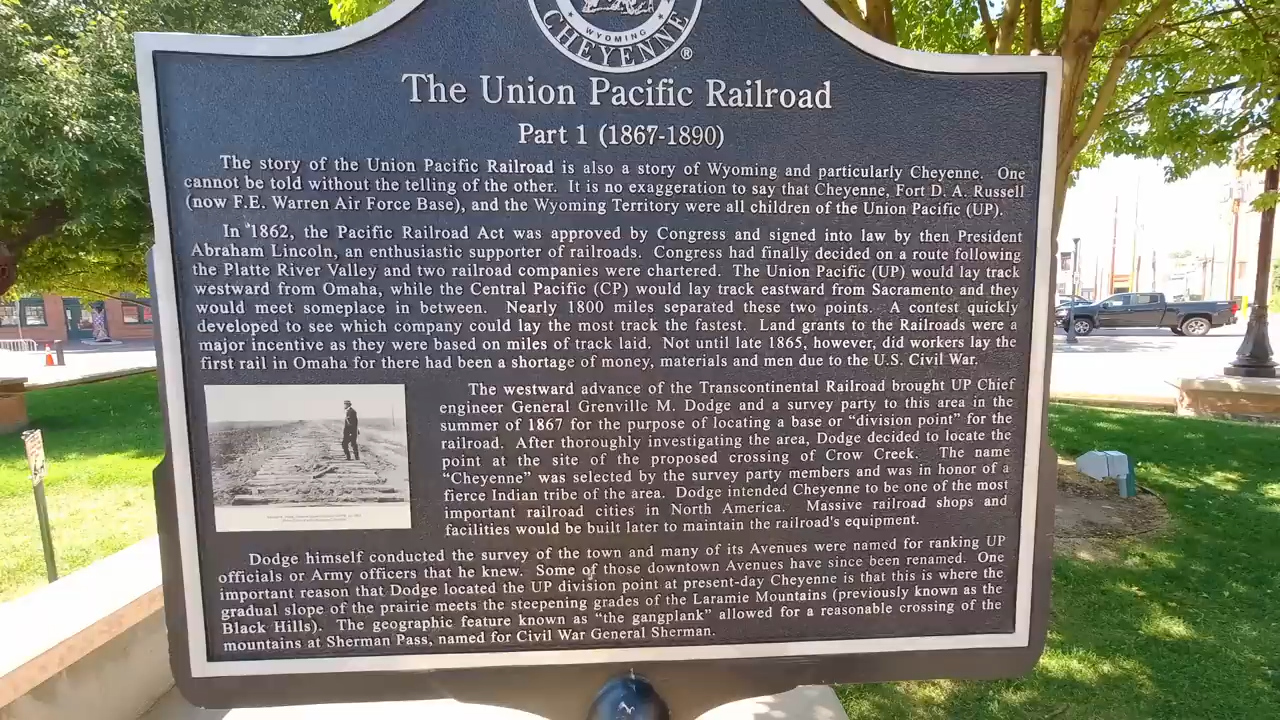 WYOMING
CHEYENNE ®
The Union Pacific Railroad
Part 1 (1867-1890)
The story of the Union Pacific Railroad is also a story of Wyoming and particularly Cheyenne. One
cannot be told without the telling of the other. It is no exaggeration to say that Cheyenne, Fort D. A. Russell
(now F.E. Warren Air Force Base), and the Wyoming Territory were all children of the Union Pacific (UP).
In 1862, the Pacific Railroad Act was approved by Congress and signed into law by then President
Abraham Lincoln, an enthusiastic supporter of railroads. Congress had finally decided on a route following
the Platte River Valley and two railroad companies were chartered. The Union Pacific (UP) would lay track
westward from Omaha, while the Central Pacific (CP) would lay track eastward from Sacramento and they
would meet someplace in between. Nearly 1800 miles separated these two points. A contest quickly
developed to see which company could lay the most track the fastest. Land grants to the Railroads were a
major incentive as they were based on miles of track laid. Not until late 1865, however, did workers lay the
first rail in Omaha for there had been a shortage of money, materials and men due to the U.S. Civil War.
The westward advance of the Transcontinental Railroad brought UP Chief
engineer General Grenville M. Dodge and a survey party to this area in the
summer of 1867 for the purpose of locating a base or “division point” for the
railroad. After thoroughly investigating the area, Dodge decided to locate the
point at the site of the proposed crossing of Crow Creek. The name
“Cheyenne” was selected by the survey party members and was in honor of a
fierce Indian tribe of the area. Dodge intended Cheyenne to be one of the most
important railroad cities in North America. Massive railroad shops and
facilities would be built later to maintain the railroad's equipment.
Dodge himself conducted the survey of the town and many of its Avenues were named for ranking UP
officials or Army officers that he knew. Some of those downtown Avenues have since been renamed. One
important reason that Dodge located the UP division point at present-day Cheyenne is that this is where the
gradual slope of the prairie meets the steepening grades of the Laramie Mountains (previously known as the
Black Hills). The geographic feature known as “the gangplank” allowed for a reasonable crossing of the
mountains at Sherman Pass, named for Civil War General Sherman.